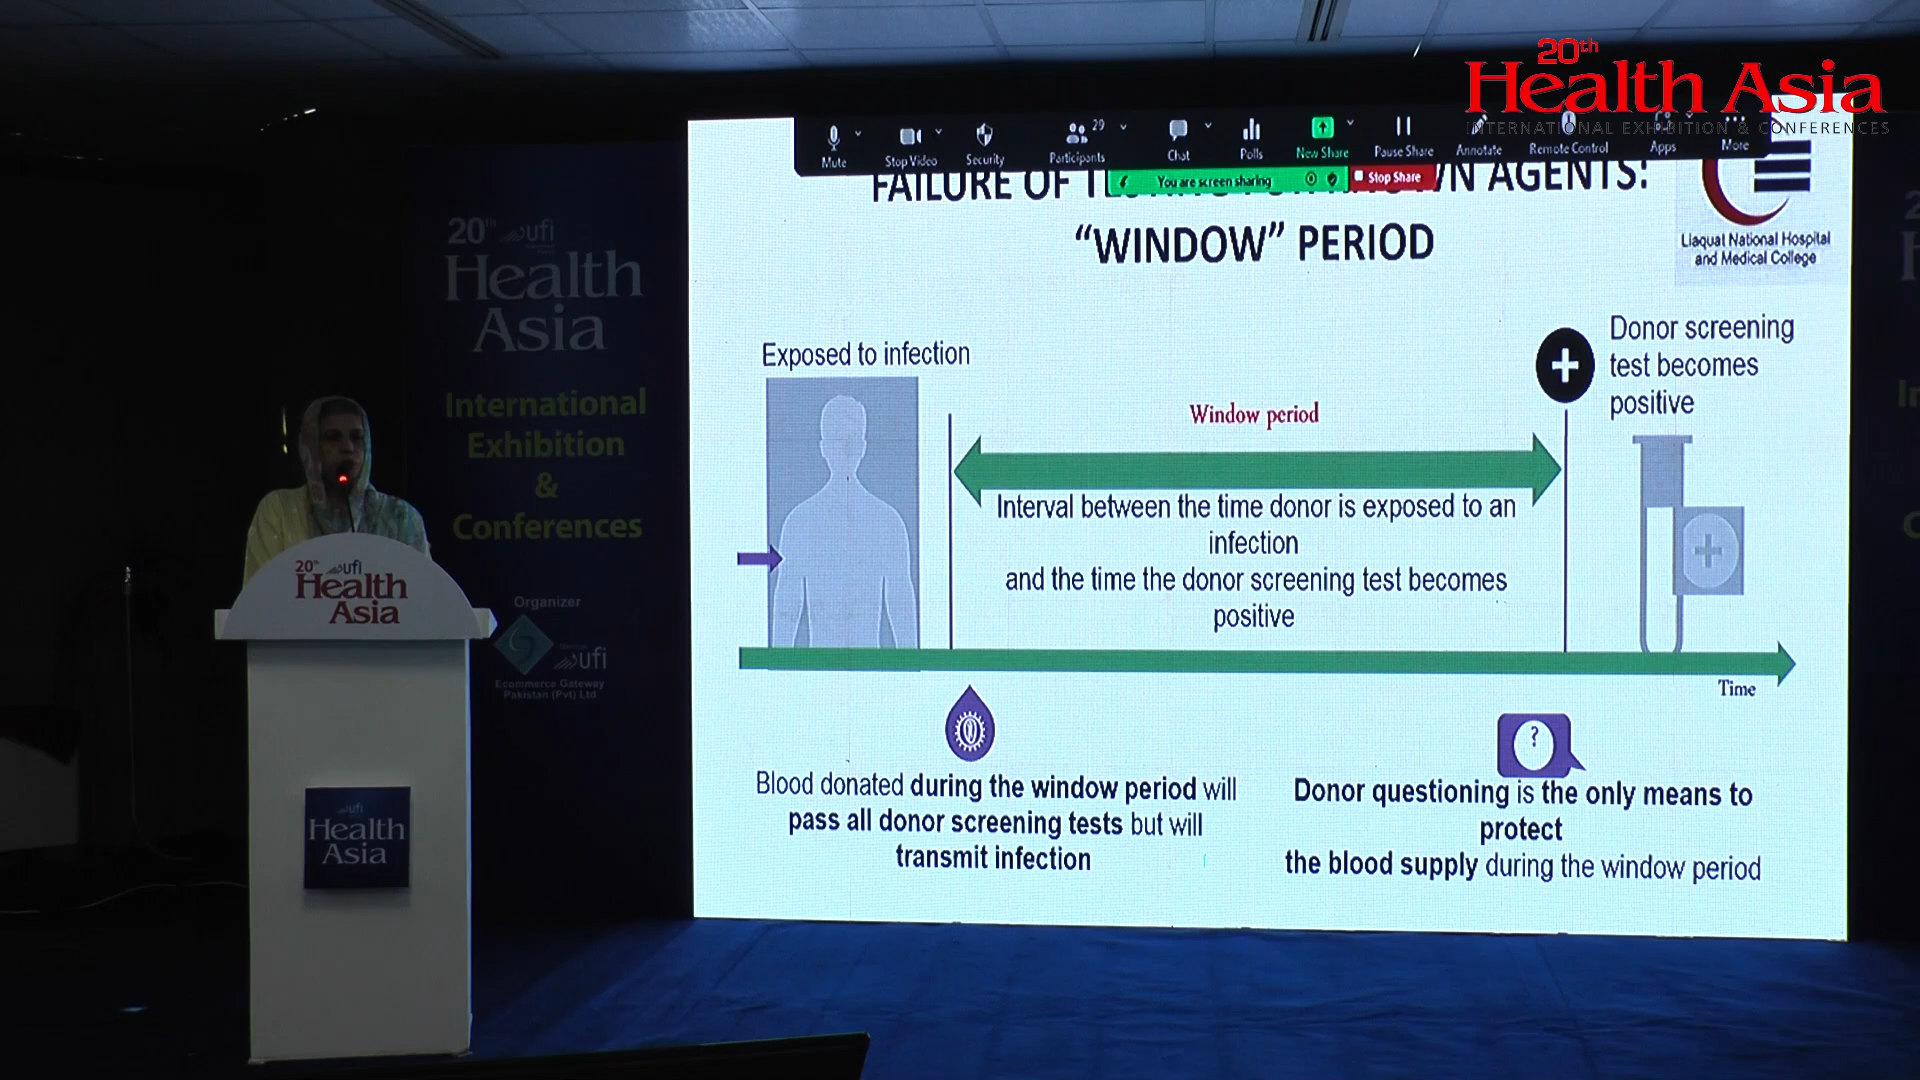 20th
Health Asia
INTERNATIONAL EXHIBITION & CONFERENCES
Mute
Stop Video
Security
Participants
29
Chat
Polls
New Share
Pause Share
Annotate
Remote Control
Apps
More
You are screen sharing
Stop Share
FAILURE OF AGENTS:
“WINDOW” PERIOD
Liaquat National Hospital
and Medical College
Exposed to infection
Donor screening
test becomes
positive
Window period
Interval between the time donor is exposed to an
infection
and the time the donor screening test becomes
positive
Time
?
Blood donated during the window period will
pass all donor screening tests but will
transmit infection
Donor questioning is the only means to
protect
the blood supply during the window period
20th ufi
Health
Asia
International
Exhibition
&
Conferences
Organizer
ufi
Ecommerce Gateway
Pakistan (Pvt) Ltd
20th ufi
Health
Asia
ufi
Health
Asia